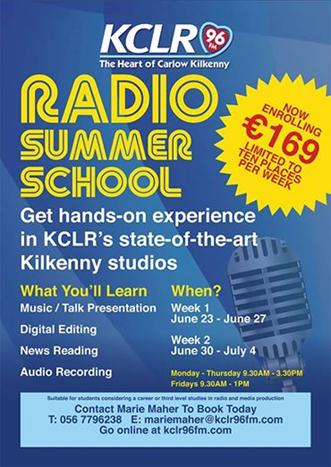 KCLR 96 FM
The Heart of Carlow Kilkenny
RADIO
SUMMER
SCHOOL
NOW
ENROLLING
€169
LIMITED TO
TEN PLACES
PER WEEK
Get hands-on experience
in KCLR's state-of-the-art
Kilkenny studios
What You'll Learn
Music / Talk Presentation
Digital Editing
News Reading
Audio Recording
When?
Week 1
June 23 - June 27
Week 2
June 30 - July 4
Monday - Thursday 9.30AM - 3.30PM
Fridays 9.30AM - 1PM
Suitable for students considering a career or third level studies in radio and media production
Contact Marie Maher To Book Today
T: 056 7796238 E: mariemaher@kclr96fm.com
Go online at kclr96fm.com